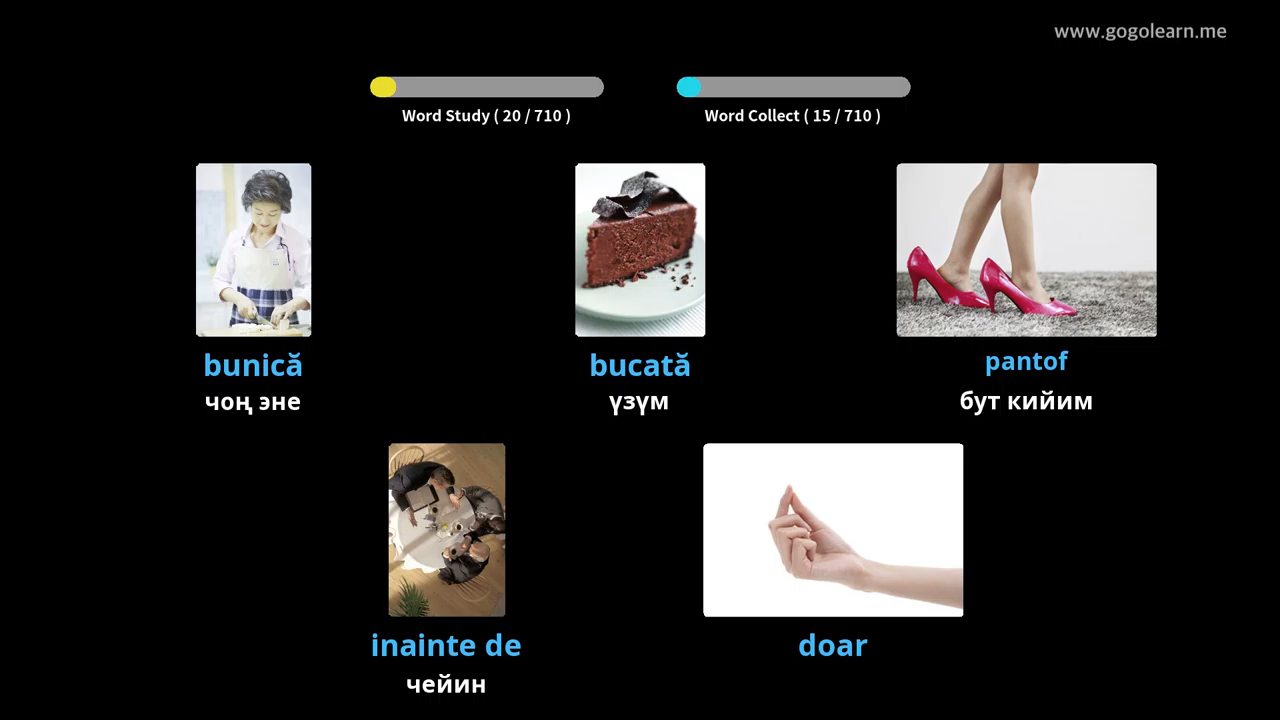 www.gogolearn.me
Word Study ( 20 / 710 )
Word Collect ( 15 / 710 )
bunică
чоң эне
bucată
үзүм
pantof
бут кийим
inainte de
чейин
doar